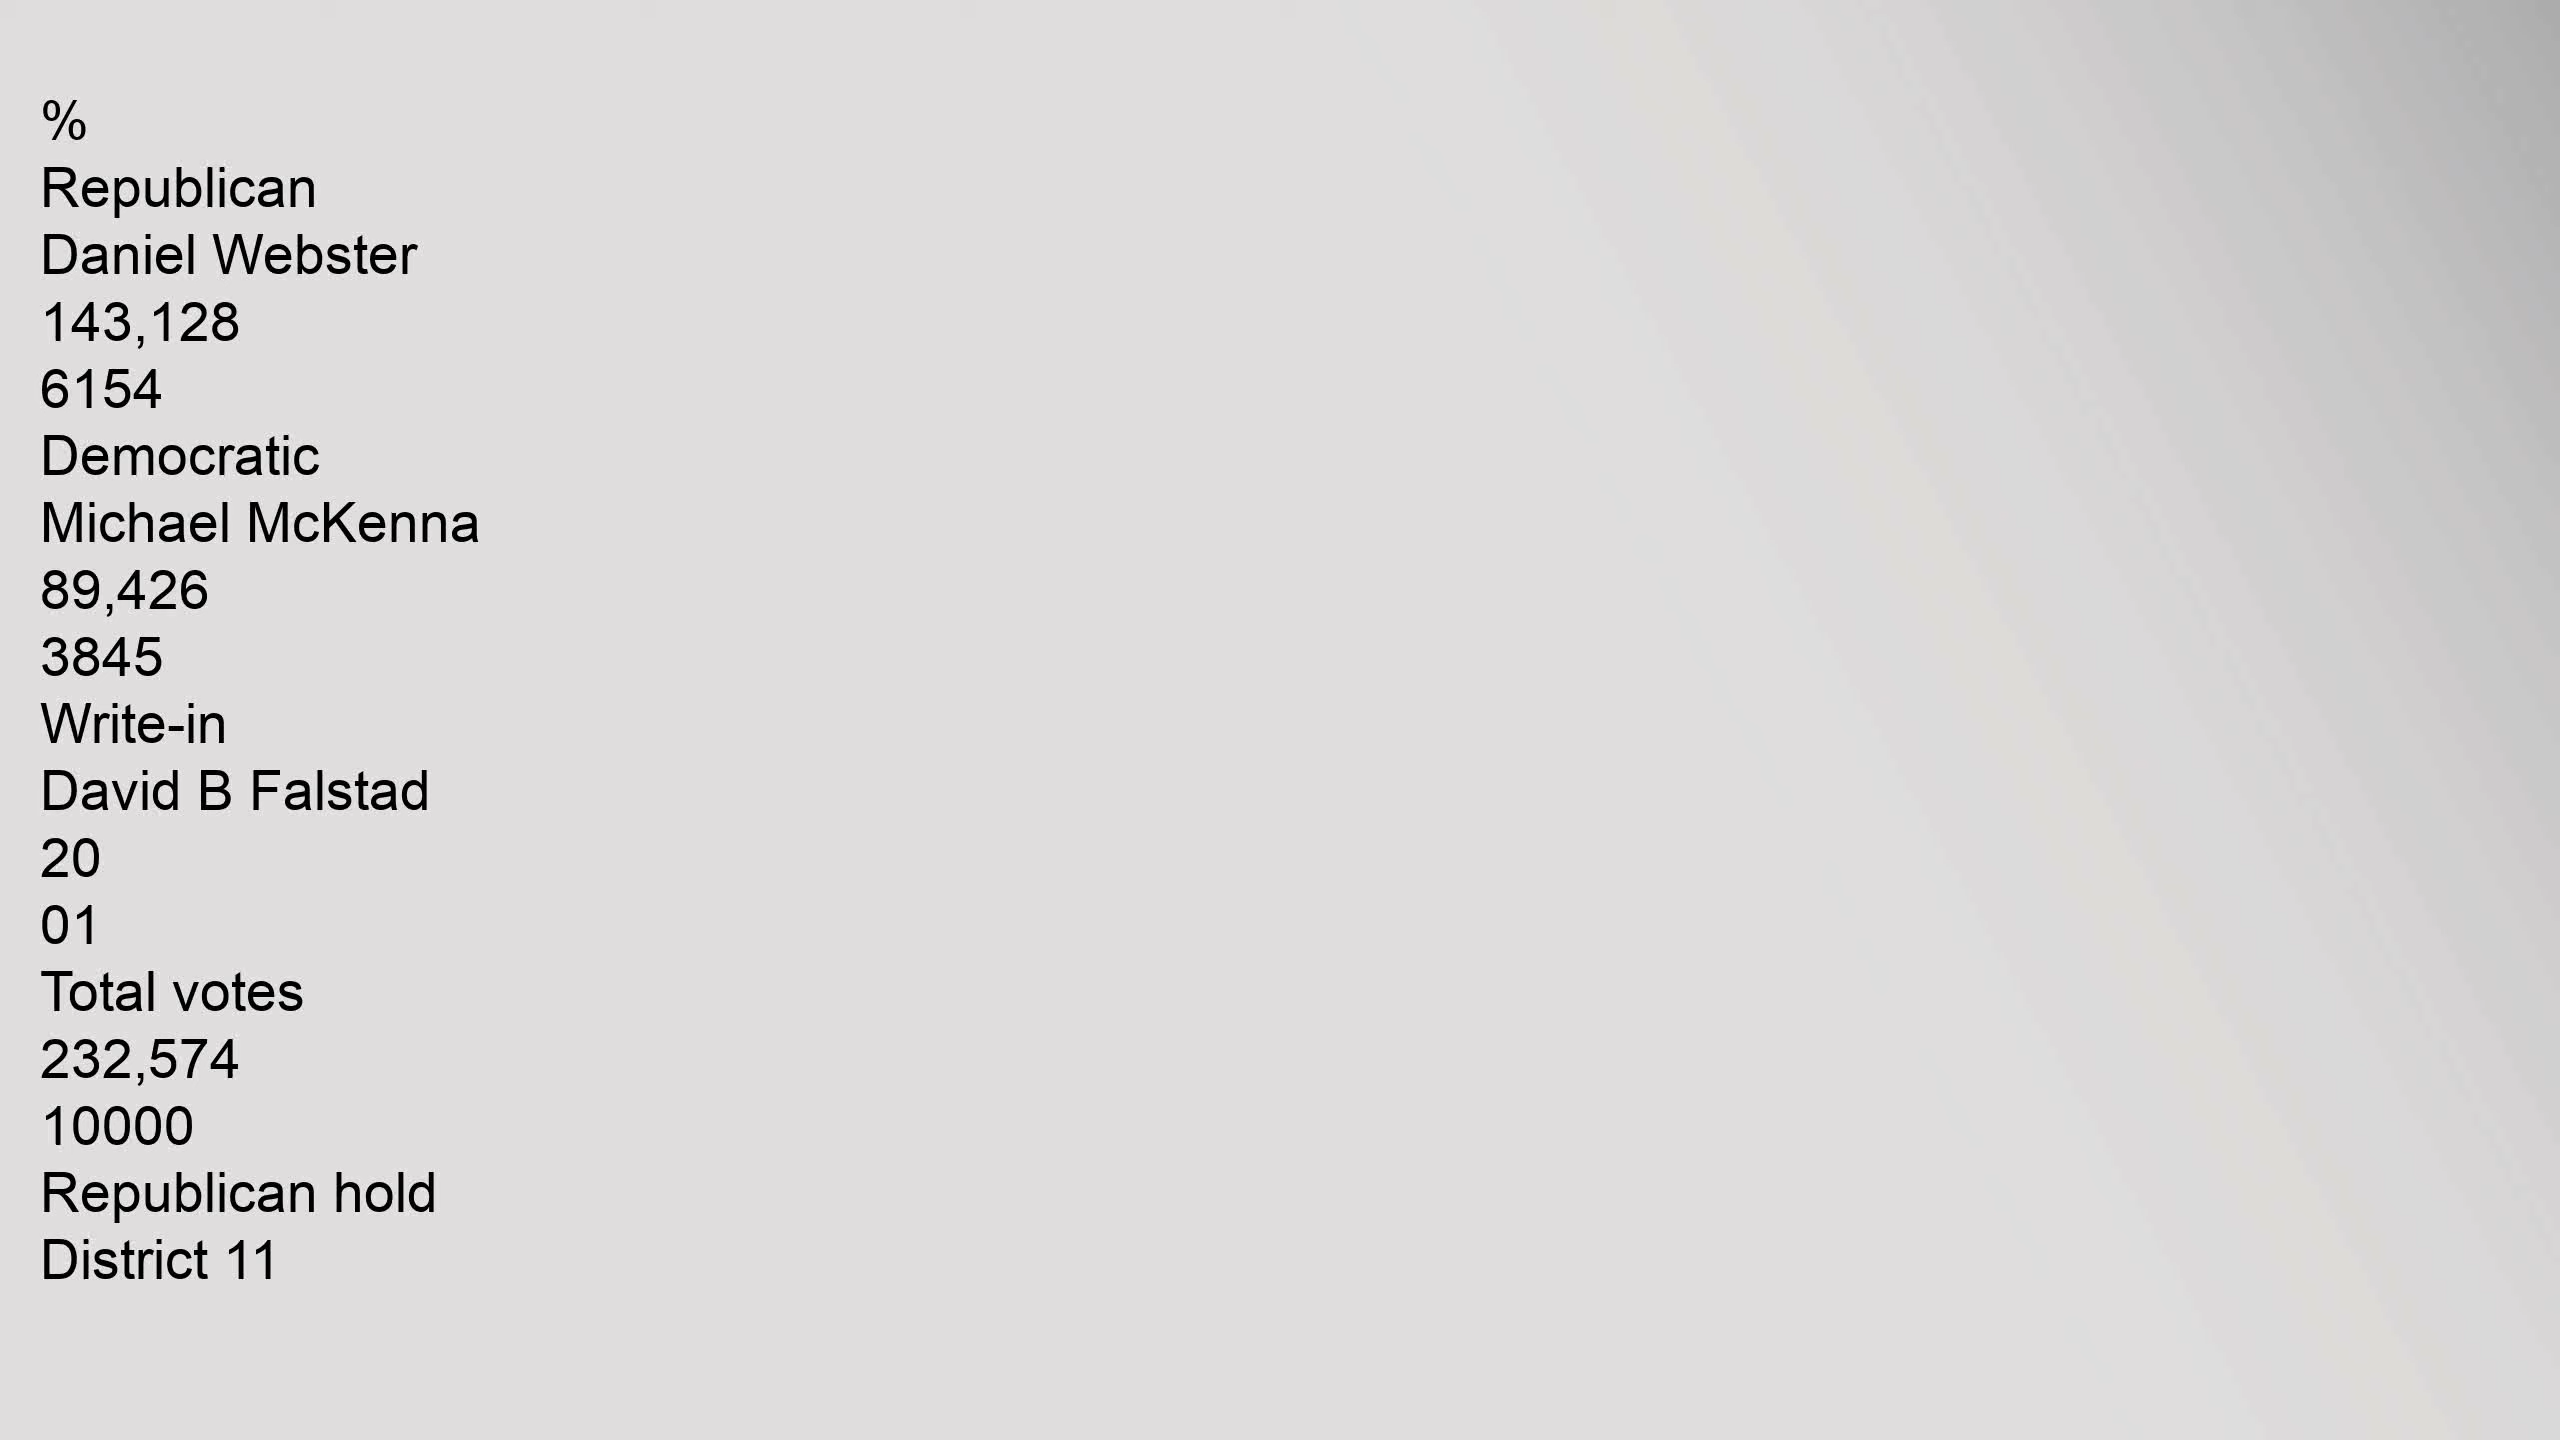 %
Republican
Daniel Webster
143,128
6154
Democratic
Michael McKenna
89,426
3845
Write-in
David B Falstad
20
01
Total votes
232,574
10000
Republican hold
District 11